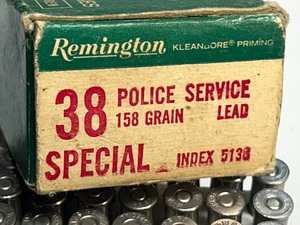 Remington KLEANBORE® PRIMING
38 POLICE SERVICE
158 GRAIN LEAD
SPECIAL INDEX 5138